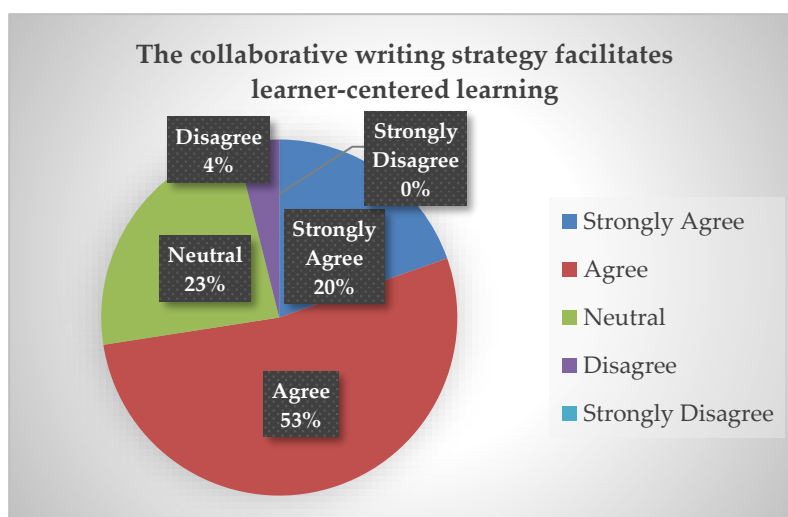 The collaborative writing strategy facilitates
learner-centered learning
Disagree
4%
Strongly
Disagree
0%
Strongly
Agree
20%
Neutral
23%
Agree
53%
Strongly Agree
Agree
Neutral
Disagree
Strongly Disagree